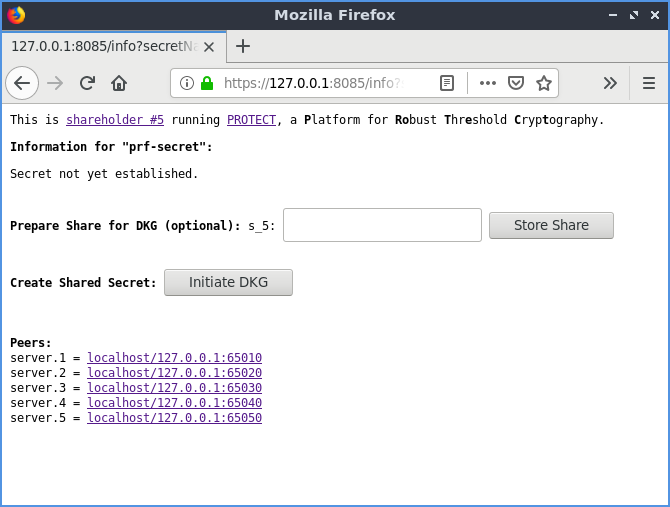 Mozilla Firefox
127.0.0.1:8085/info?secretNa
https://127.0.0.1:8085/info?
This is shareholder #5 running PROTECT, a Platform for Robust Threshold Cryptography.
Information for "prf-secret":
Secret not yet established.
Prepare Share for DKG (optional): s_5: Store Share
Create Shared Secret: Initiate DKG
Peers:
server.1 = localhost/127.0.0.1:65010
server.2 = localhost/127.0.0.1:65020
server.3 = localhost/127.0.0.1:65030
server.4 = localhost/127.0.0.1:65040
server.5 = localhost/127.0.0.1:65050